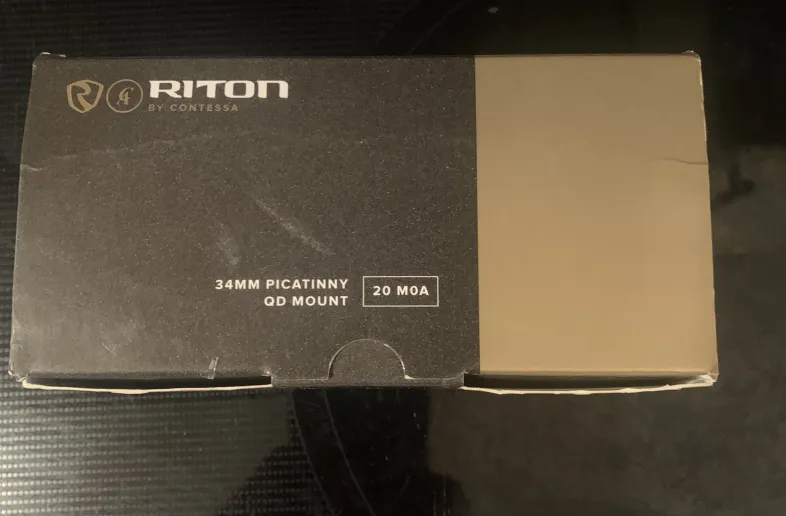 RITON
BY CONTESSA
34MM PICATINNY
QD MOUNT
20 MOA